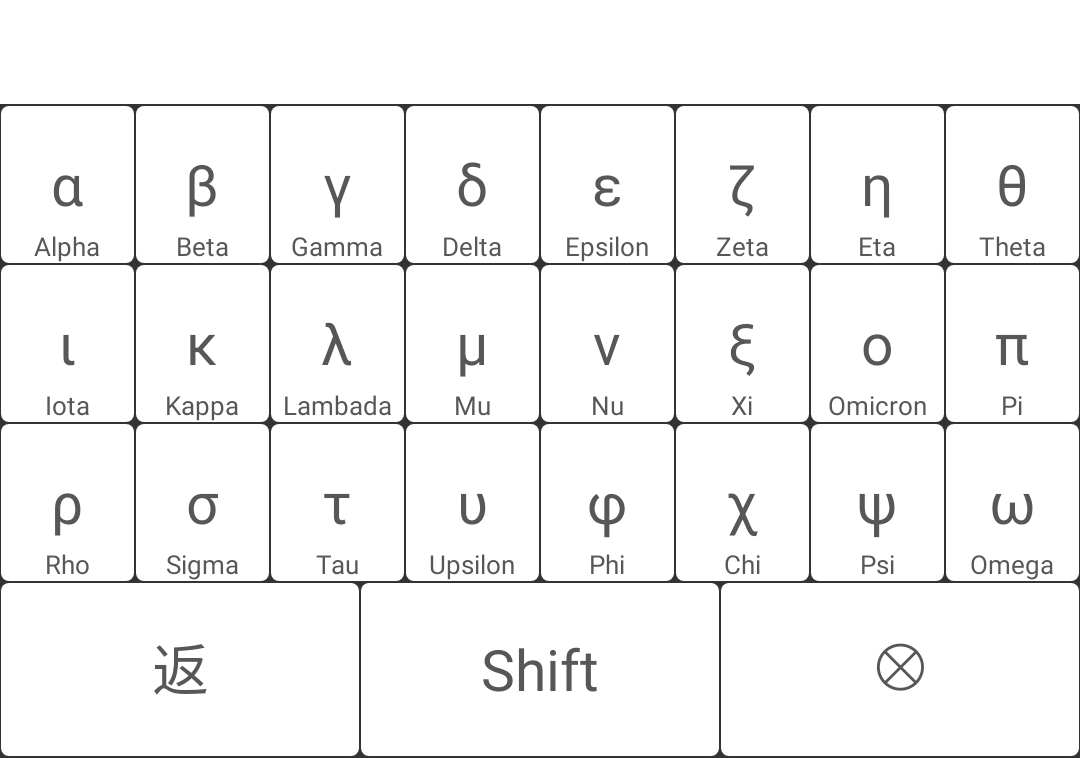 α β γ δ ε ζ η θ
Alpha Beta Gamma Delta Epsilon Zeta Eta Theta
ι κ λ μ ν ξ ο π
Iota Kappa Lambada Mu Nu Xi Omicron Pi
ρ σ τ υ φ χ ψ ω
Rho Sigma Tau Upsilon Phi Chi Psi Omega
返 Shift ⊗